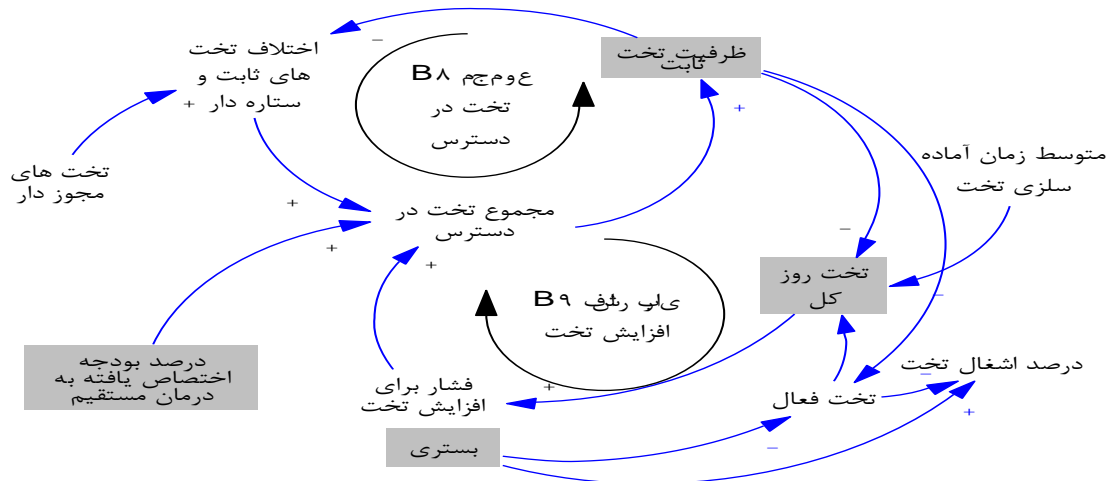 اختلاف تخت
های ثابت و
ستاره دار
تخت های
مجوز دار
B۸ مجموع
تخت در
دسترس
ظرفیت تخت
ثابت
متوسط زمان آماده
سلزی تخت
مجموع تخت در
دسترس
تخت روز
کل
B۹
افزایش تخت
درصد بودجه
اختصاص یافته به
درمان مستقیم
فشار برای
افزایش تخت
بستری
تخت فعال
درصد اشغال تخت